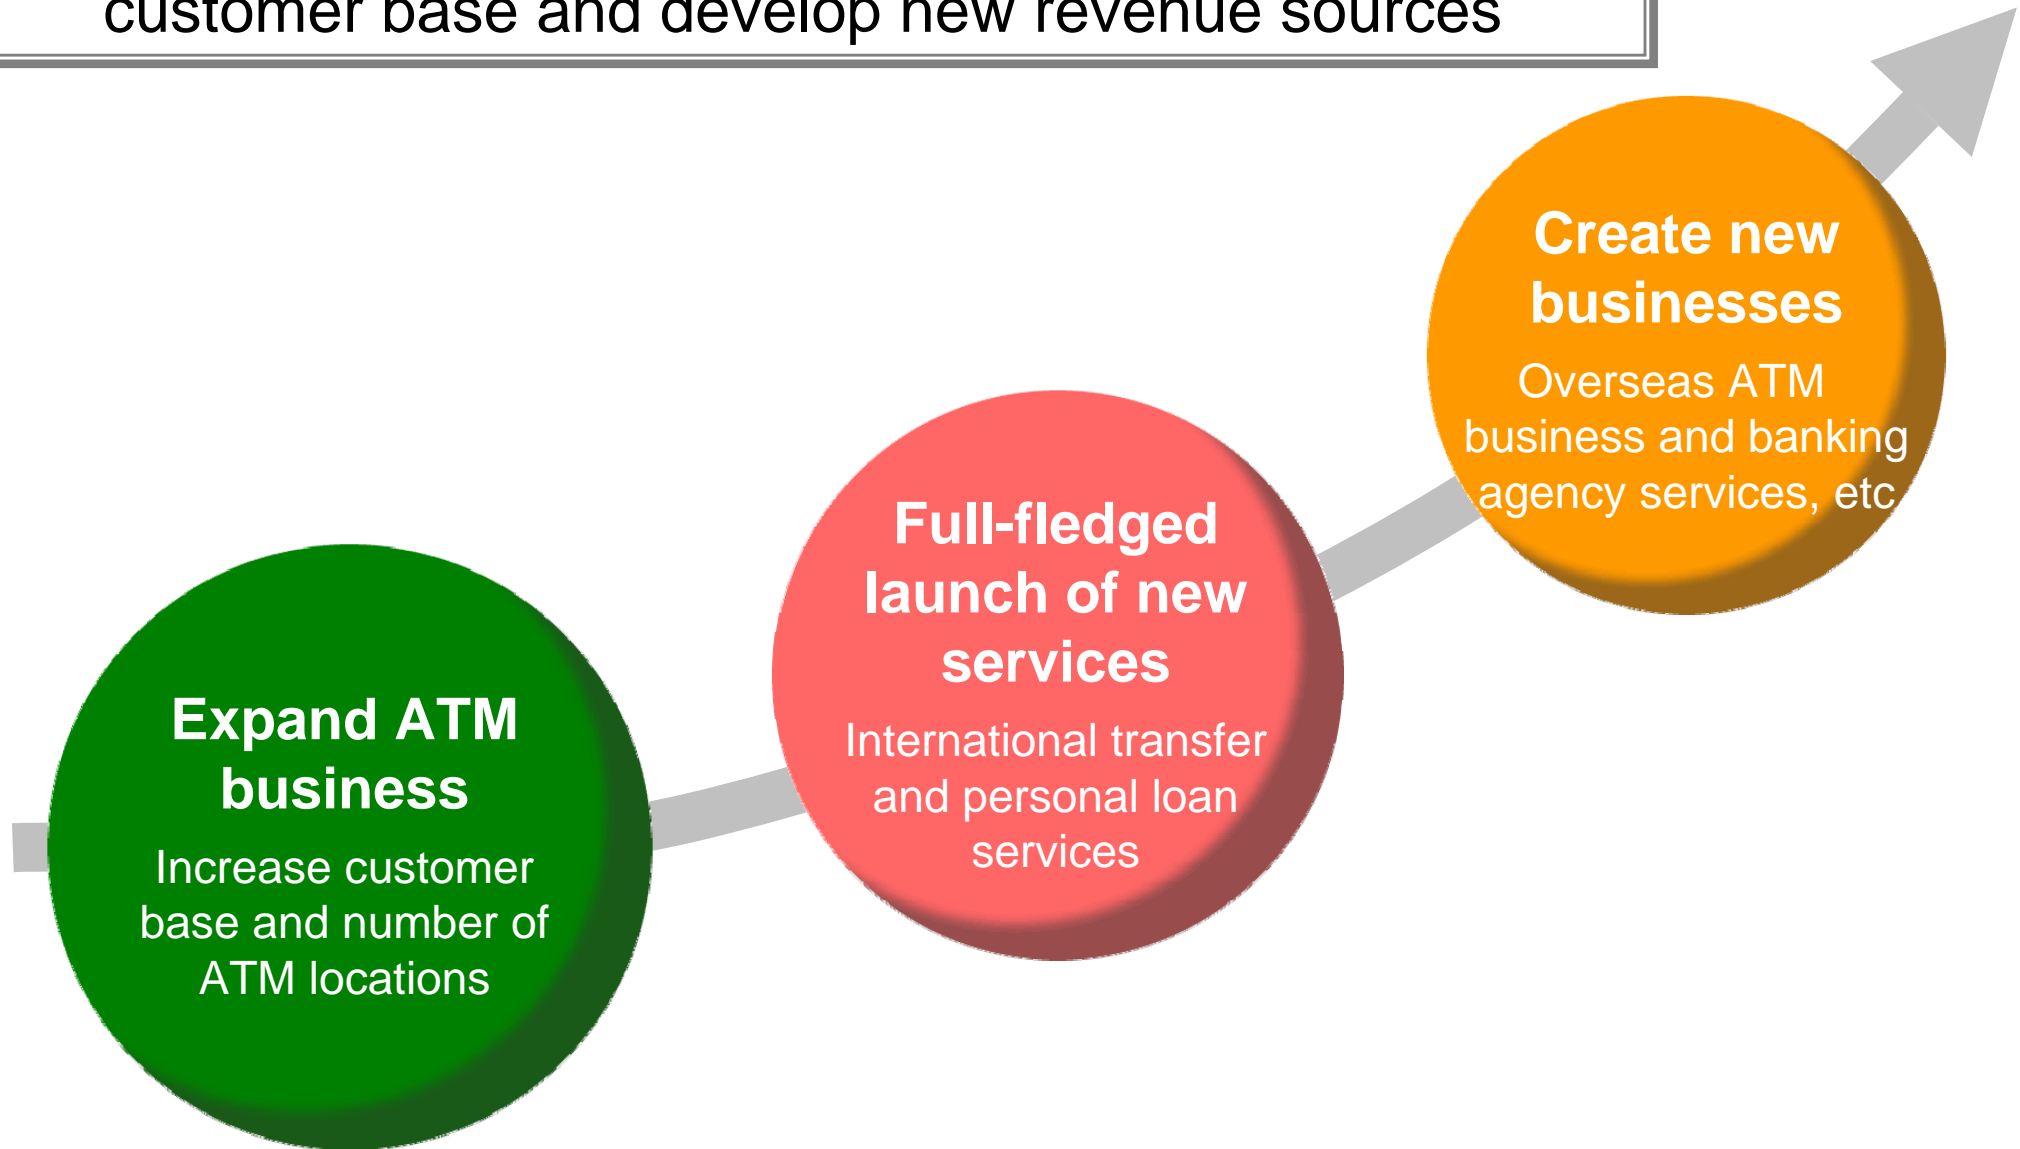 customer base and develop new revenue sources
Create new
businesses
Overseas ATM
business and banking
agency services, etc
Full-fledged
launch of new
services
International transfer
and personal loan
services
Expand ATM
business
Increase customer
base and number of
ATM locations